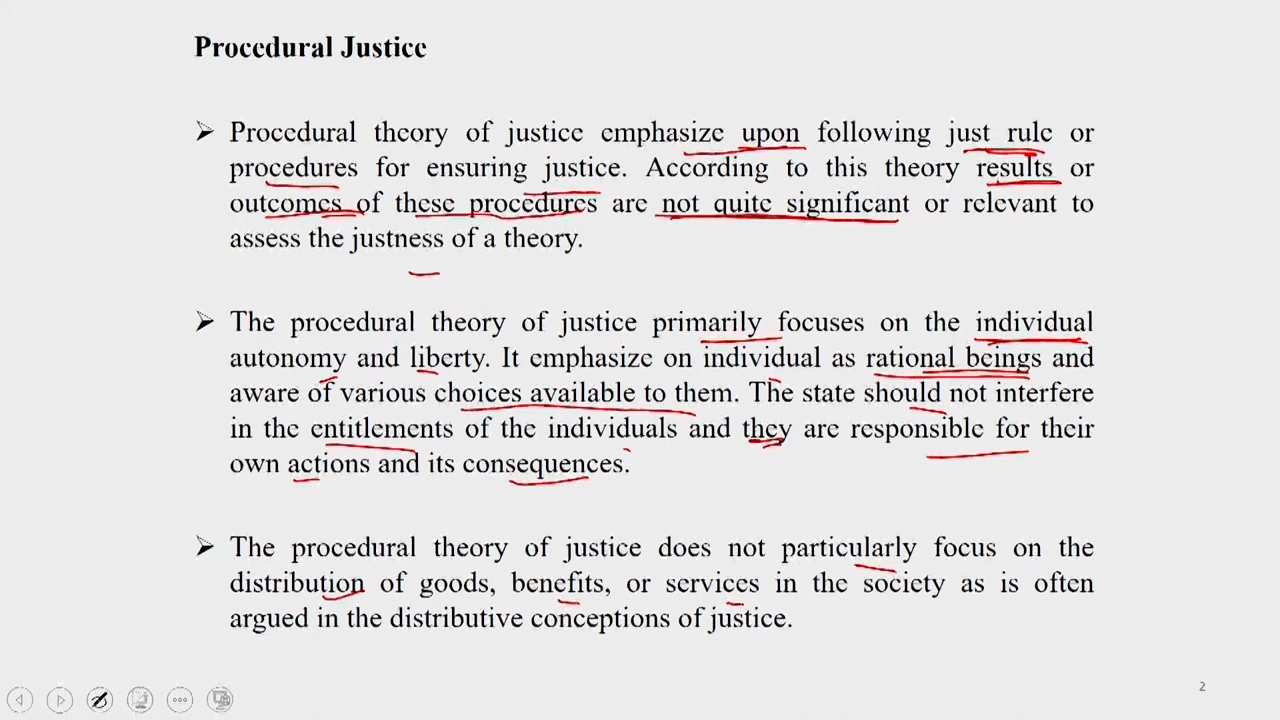 Procedural Justice
➢ Procedural theory of justice emphasize upon following just rule or
procedures for ensuring justice. According to this theory results or
outcomes of these procedures are not quite significant or relevant to
assess the justness of a theory.
➢ The procedural theory of justice primarily focuses on the individual
autonomy and liberty. It emphasize on individual as rational beings and
aware of various choices available to them. The state should not interfere
in the entitlements of the individuals and they are responsible for their
own actions and its consequences.
➢ The procedural theory of justice does not particularly focus on the
distribution of goods, benefits, or services in the society as is often
argued in the distributive conceptions of justice.
2